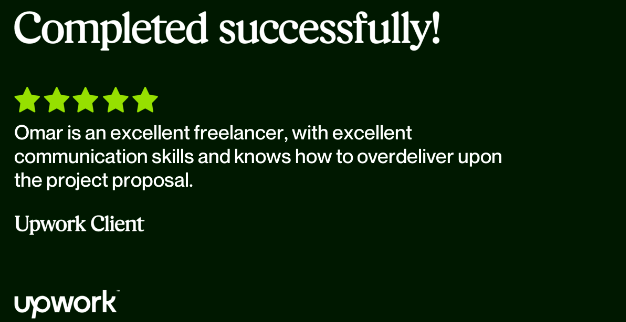 Completed successfully!
Omar is an excellent freelancer, with excellent
communication skills and knows how to overdeliver upon
the project proposal.
Upwork Client
upwork